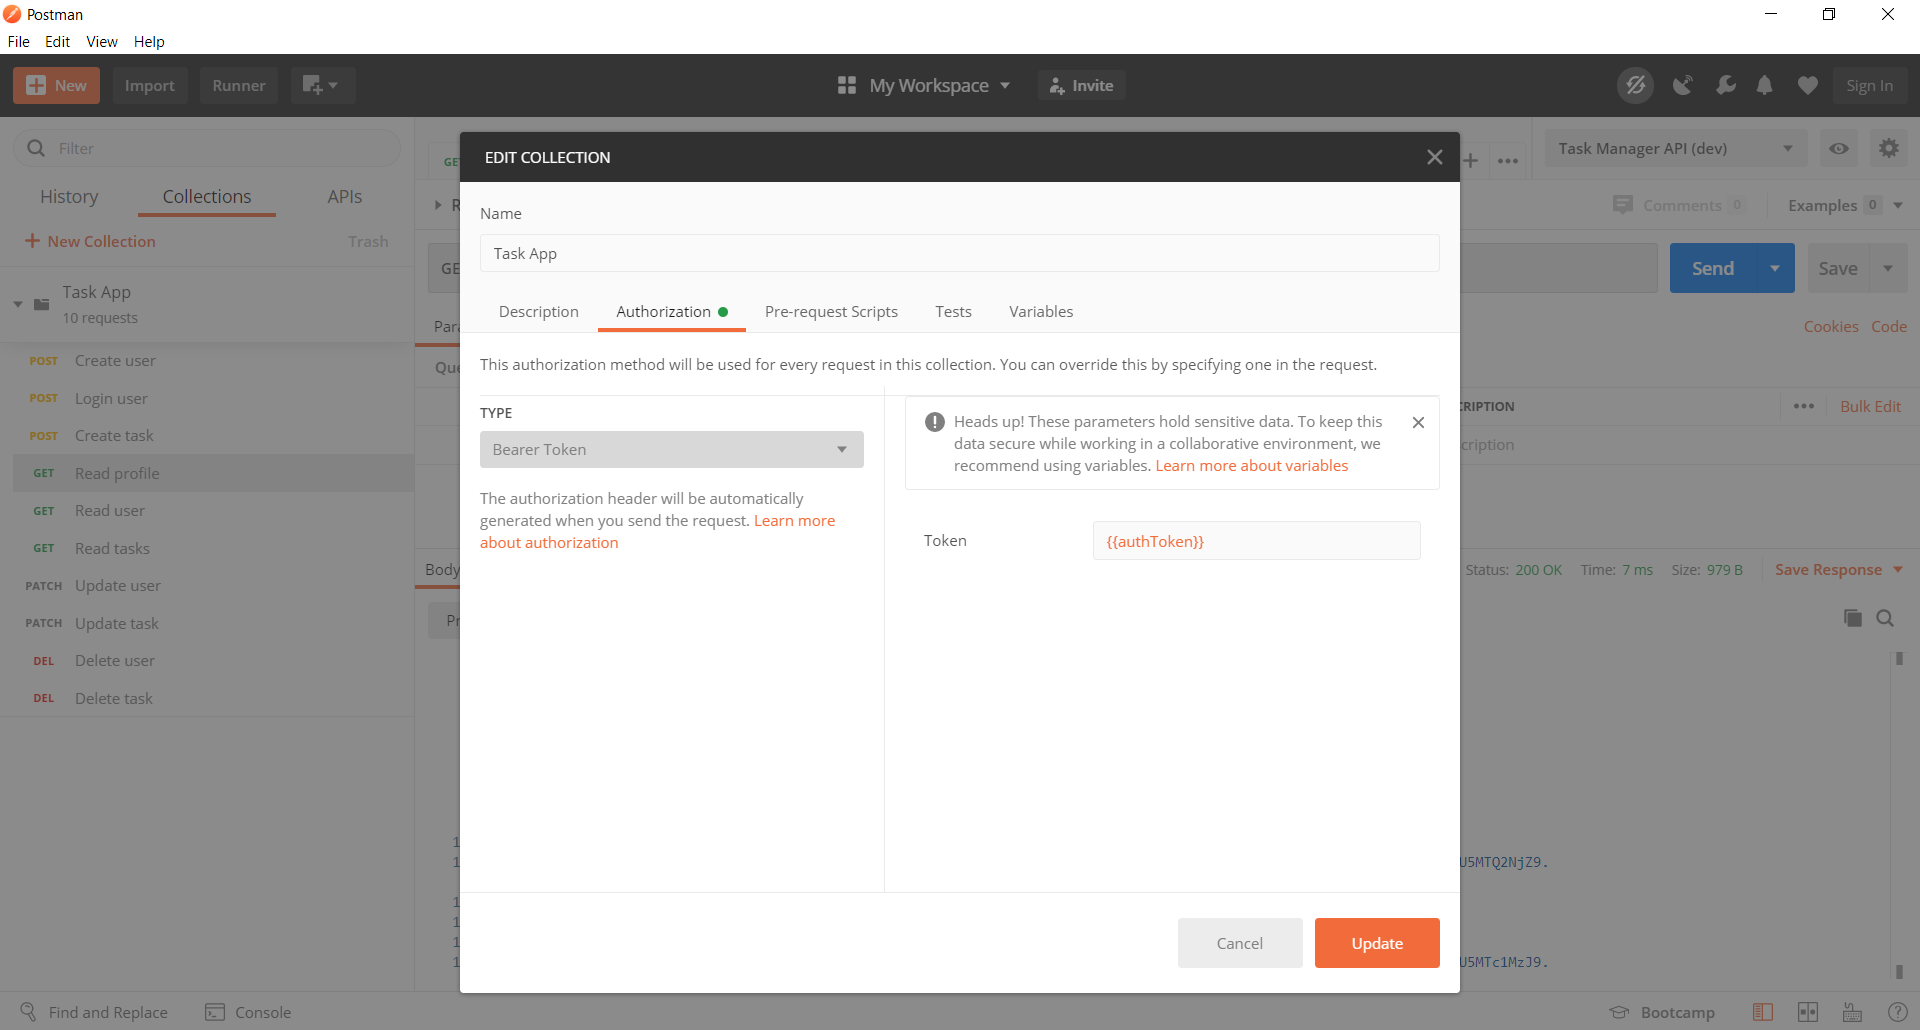 Postman
File Edit View Help
New Import Runner My Workspace Invite Sign In
Filter
History Collections APIs
New Collection Trash
Task App
10 requests
POST Create user
POST Login user
POST Create task
GET Read profile
GET Read user
GET Read tasks
PATCH Update user
PATCH Update task
DEL Delete user
DEL Delete task
EDIT COLLECTION
Name
Task App
Description Authorization Pre-request Scripts Tests Variables
This authorization method will be used for every request in this collection. You can override this by specifying one in the request.
TYPE
Bearer Token
The authorization header will be automatically
generated when you send the request. Learn more
about authorization
Heads up! These parameters hold sensitive data. To keep this
data secure while working in a collaborative environment, we
recommend using variables. Learn more about variables
Token {{authToken}}
Cancel Update
Task Manager API (dev)
Comments 0 Examples 0
Send Save
Cookies Code
CRIPTION Bulk Edit
cription
Body
Status: 200 OK Time: 7 ms Size: 979 B Save Response
U5MTQ2NjZ9.
U5MTc1MzJ9.
Find and Replace Console Bootcamp